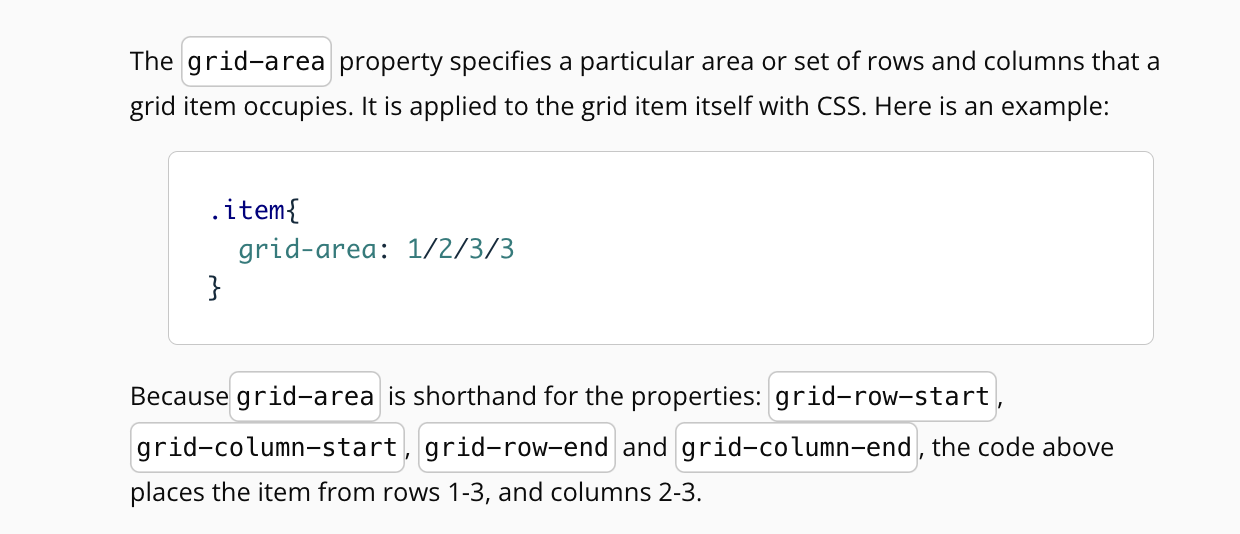 The grid-area property specifies a particular area or set of rows and columns that a
grid item occupies. It is applied to the grid item itself with CSS. Here is an example:
.item{
  grid-area: 1/2/3/3
}
Because grid-area is shorthand for the properties: grid-row-start,
grid-column-start, grid-row-end and grid-column-end, the code above
places the item from rows 1-3, and columns 2-3.